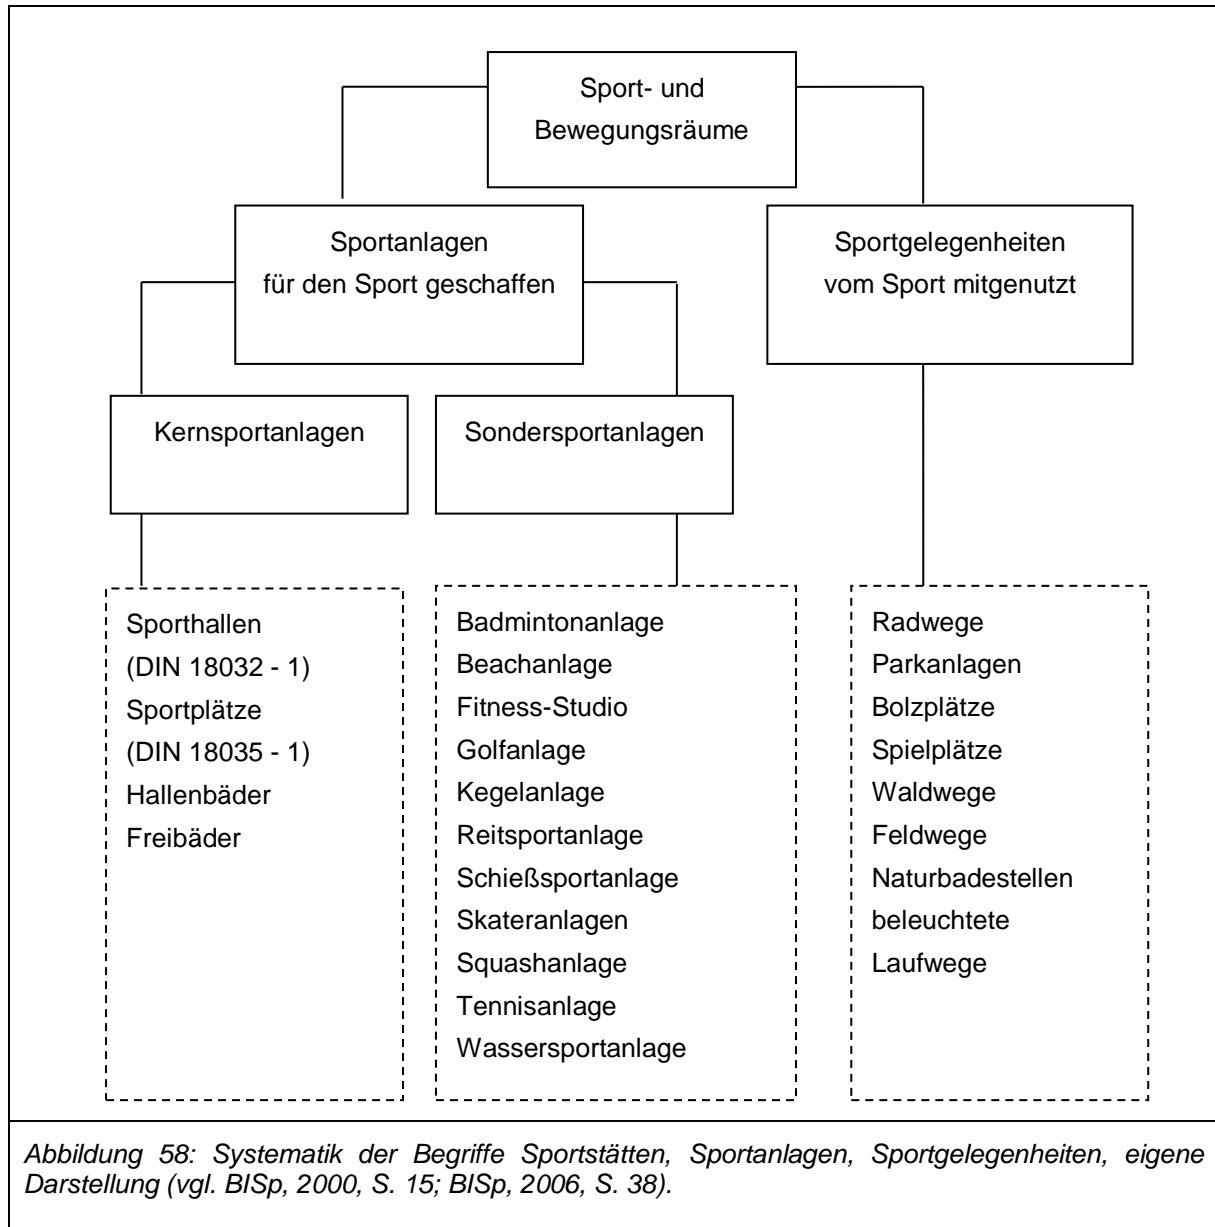 Sport- und
Bewegungsräume
Sportanlagen
für den Sport geschaffen
Sportgelegenheiten
vom Sport mitgenutzt
Kernsportanlagen
Sondersportanlagen
Sporthallen
(DIN 18032 - 1)
Sportplätze
(DIN 18035 - 1)
Hallenbäder
Freibäder
Badmintonanlage
Beachanlage
Fitness-Studio
Golfanlage
Kegelanlage
Reitsportanlage
Schießsportanlage
Skateranlagen
Squashanlage
Tennisanlage
Wassersportanlage
Radwege
Parkanlagen
Bolzplätze
Spielplätze
Waldwege
Feldwege
Naturbadestellen
beleuchtete
Laufwege
Abbildung 58: Systematik der Begriffe Sportstätten, Sportanlagen, Sportgelegenheiten, eigene
Darstellung (vgl. BISp, 2000, S. 15; BISp, 2006, S. 38).